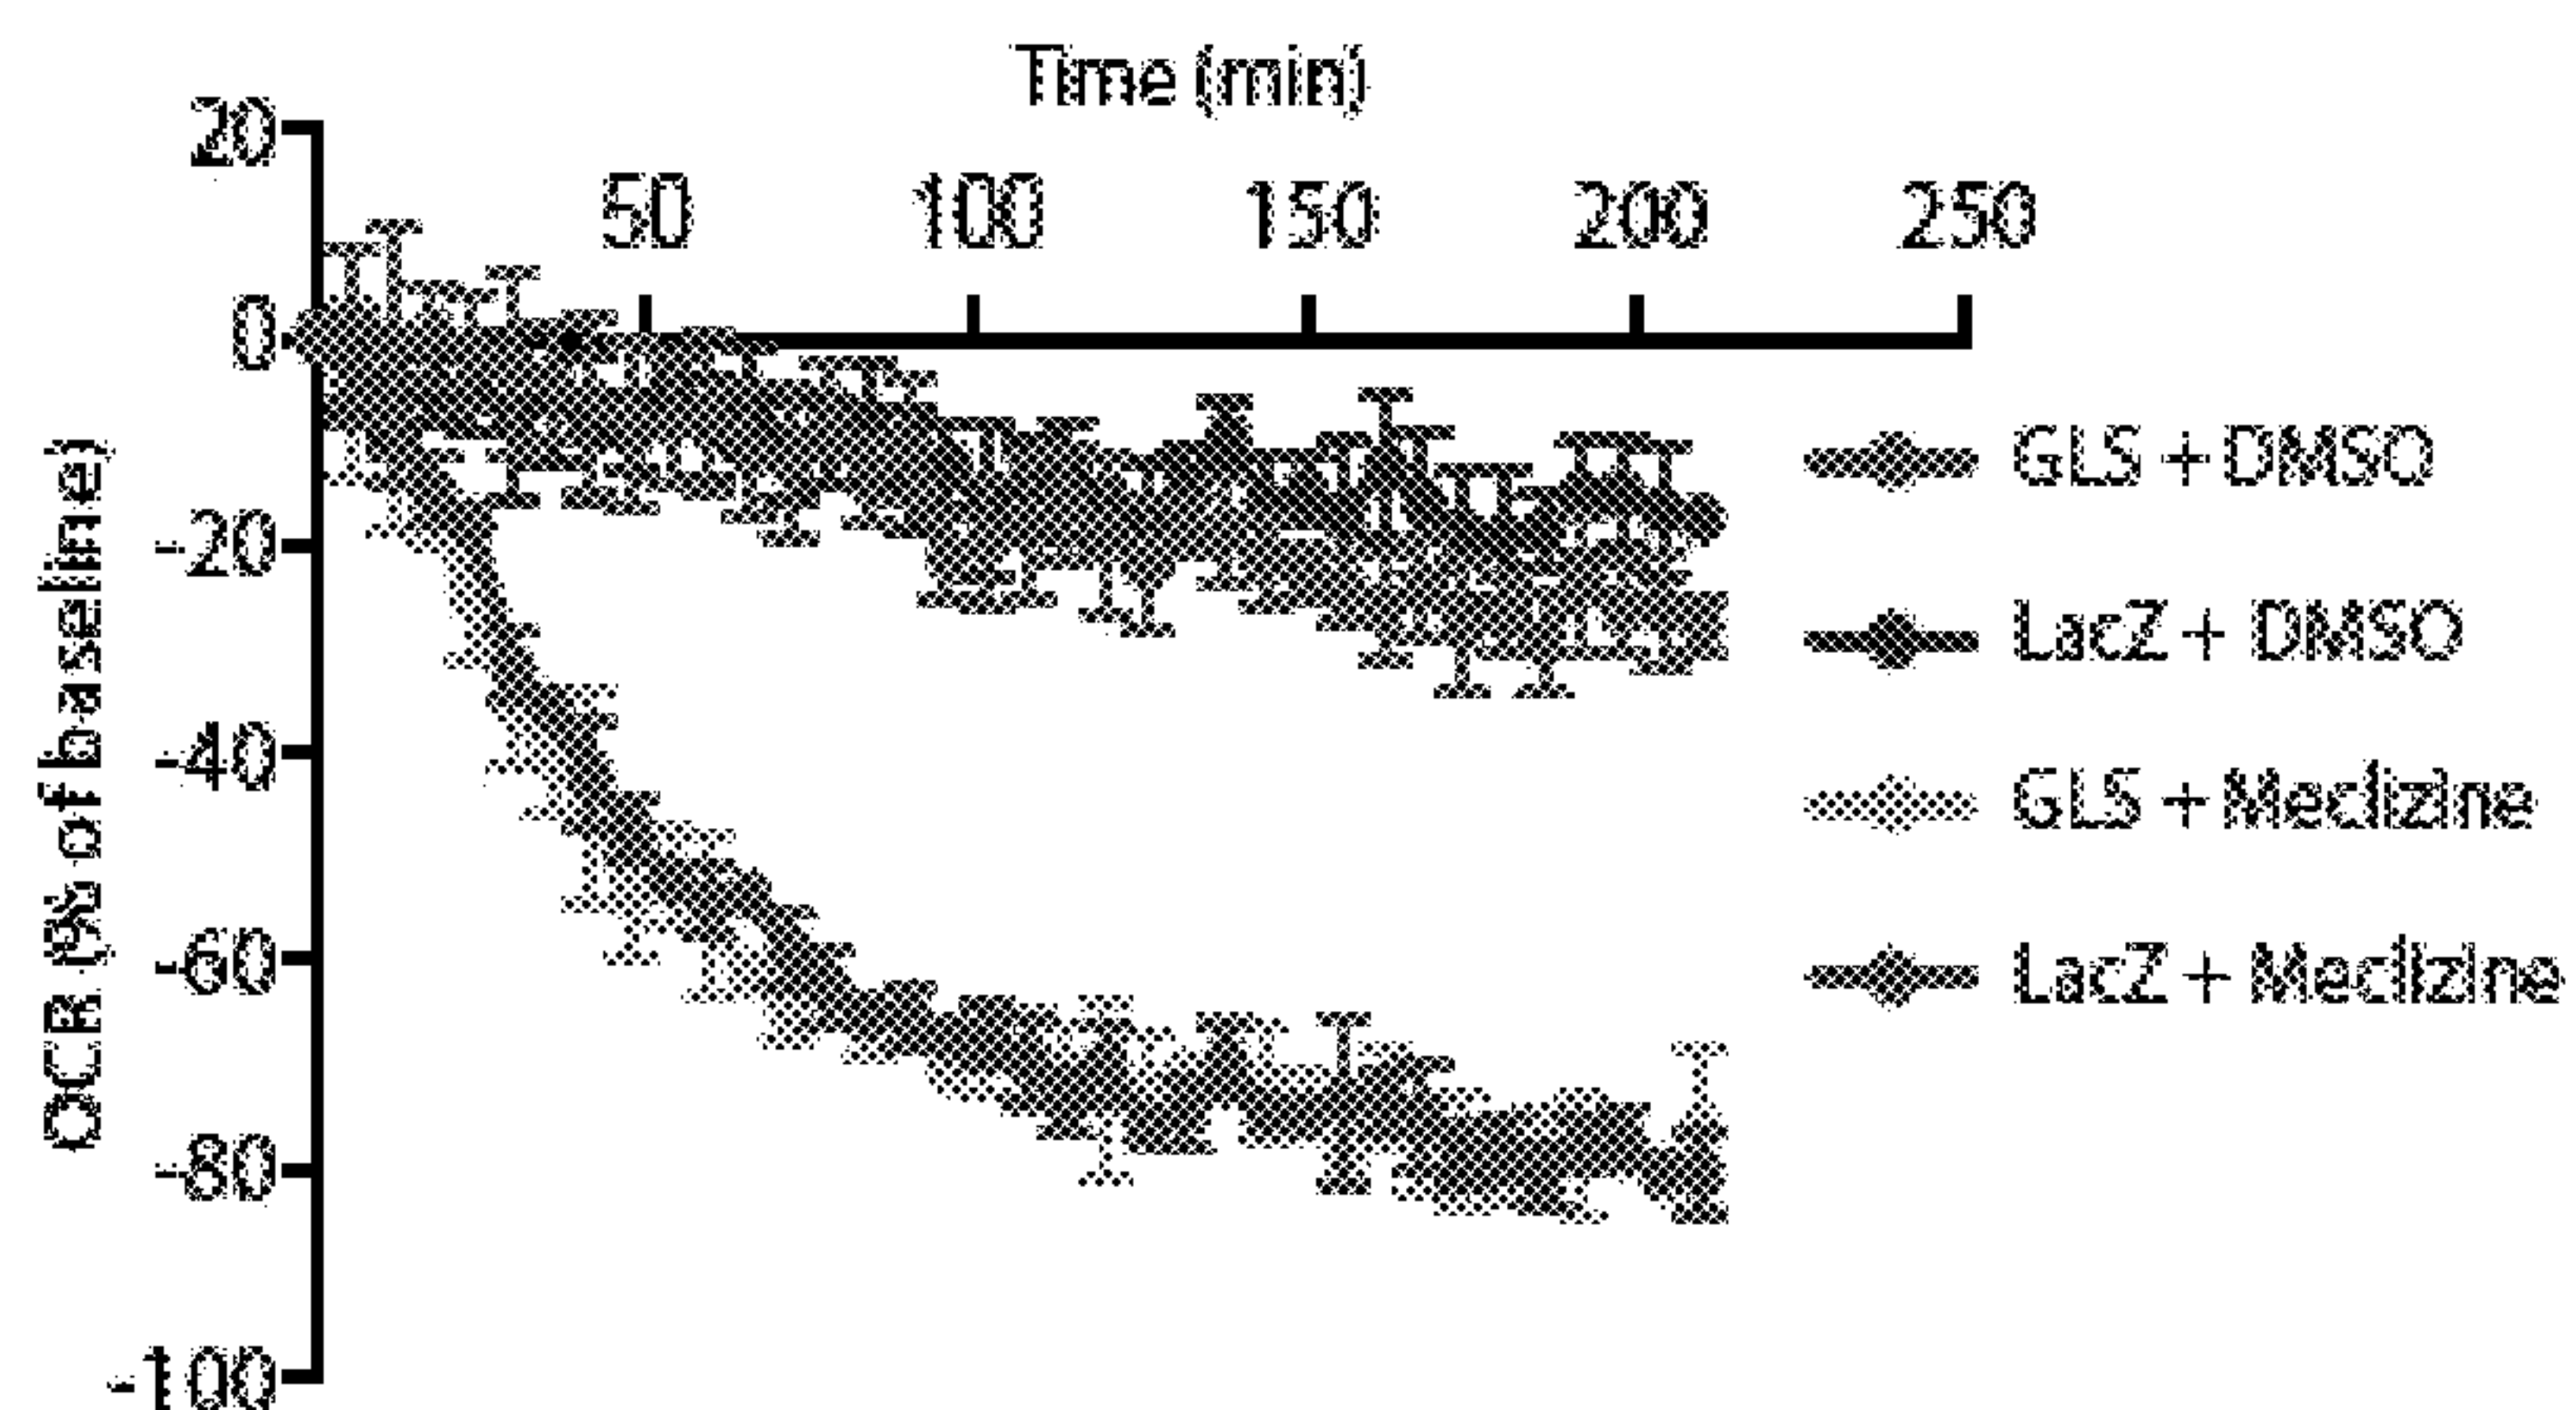 Time (min)
20
50 100 150 200 250
0
-20
-40
-60
-80
-100
OCR (% of baseline)
GLS + DMSO
LacZ + DMSO
GLS + Meclizine
LacZ + Meclizine